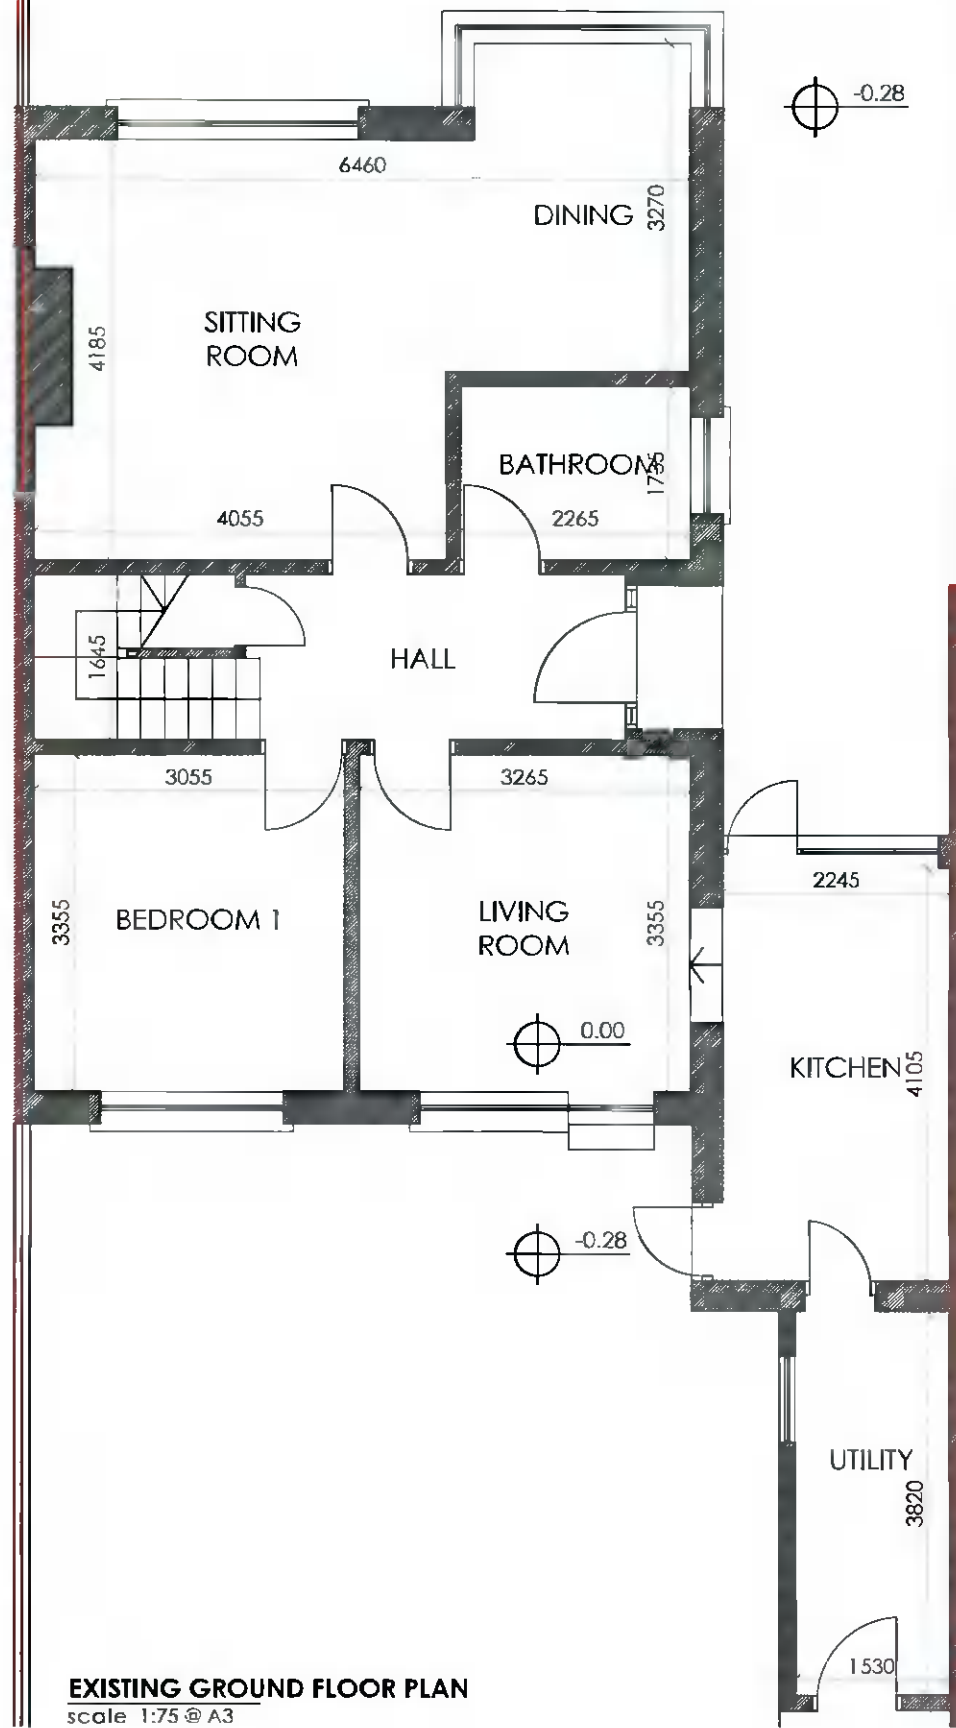 -0.28
6460
DINING
3270
SITTING
ROOM
4185
BATHROOM
4055
2265
1645
HALL
3055
3265
2245
BEDROOM 1
3355
LIVING
ROOM
3355
0.00
KITCHEN
4105
-0.28
UTILITY
3820
1530
EXISTING GROUND FLOOR PLAN
scale 1:75 @ A3